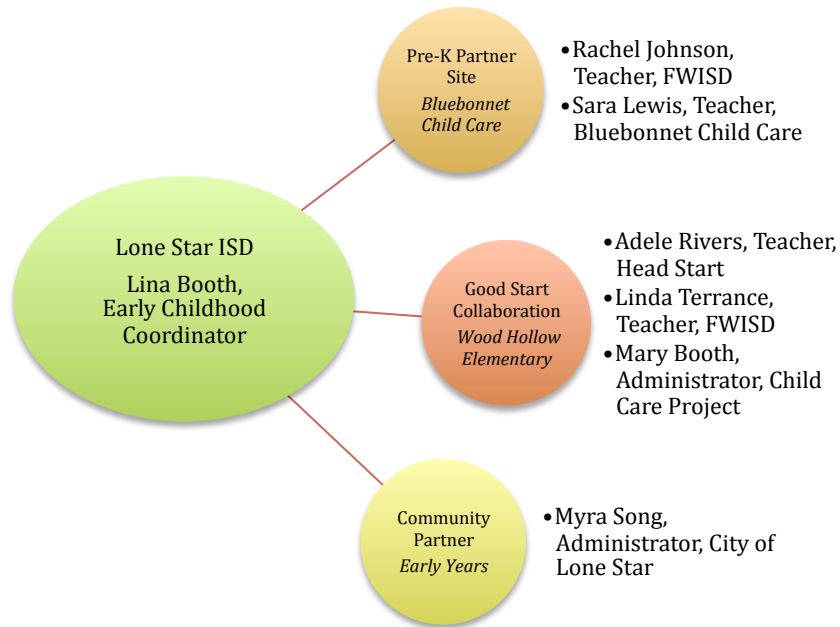 Pre-K Partner
Site
Bluebonnet
Child Care
•Rachel Johnson,
Teacher, FWISD
•Sara Lewis, Teacher,
Bluebonnet Child Care
Lone Star ISD
Lina Booth,
Early Childhood
Coordinator
Good Start
Collaboration
Wood Hollow
Elementary
•Adele Rivers, Teacher,
Head Start
•Linda Terrance,
Teacher, FWISD
•Mary Booth,
Administrator, Child
Care Project
Community
Partner
Early Years
•Myra Song,
Administrator, City of
Lone Star